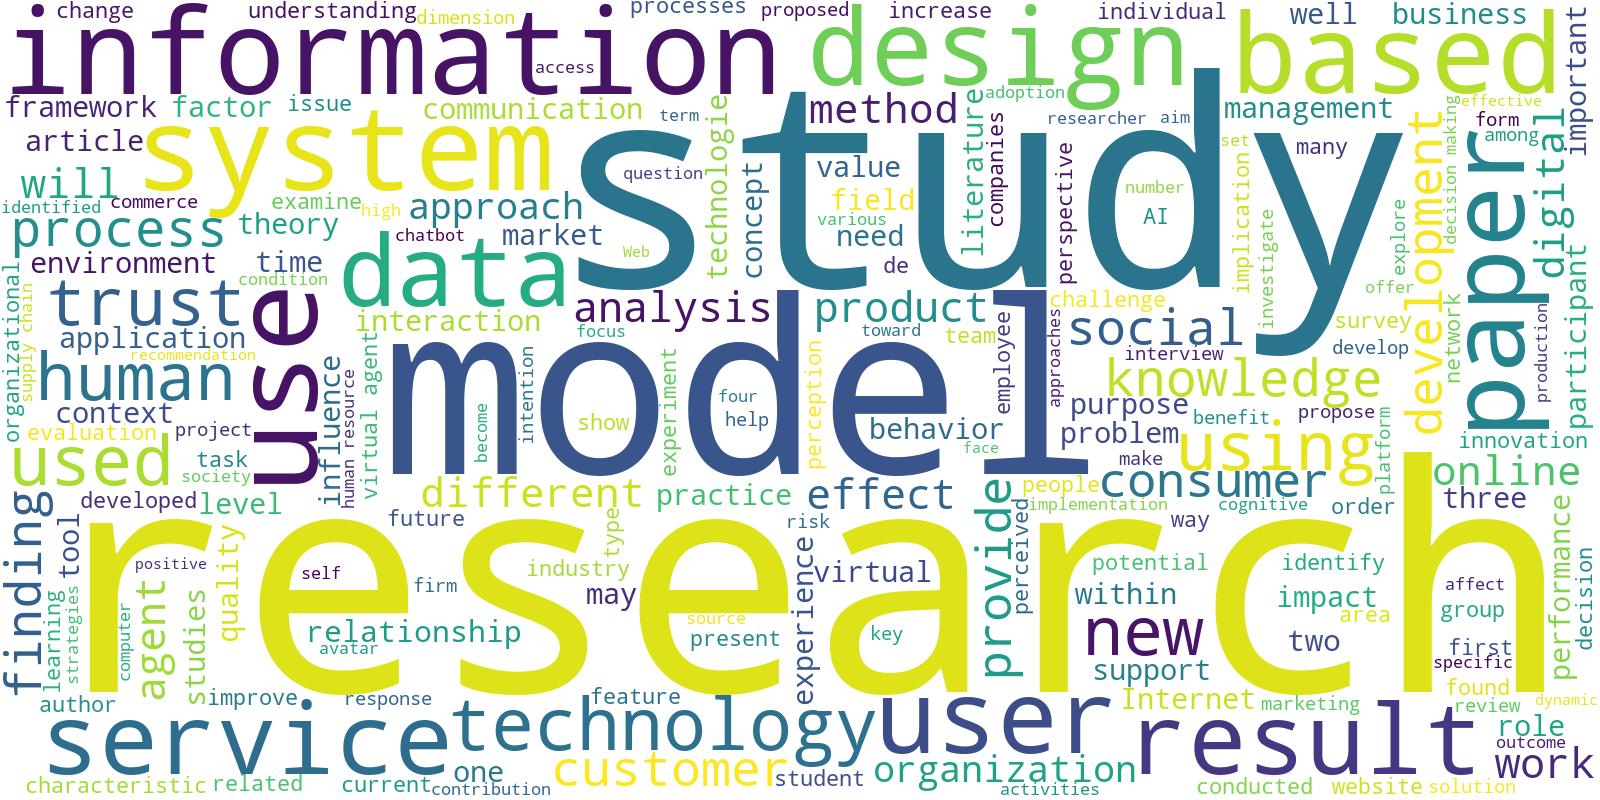 change
understanding
dimension
processes
proposed
increase
individual
well
business
important
information
access
design
based
framework
factor
issue
communication
term
method
literature
adoption
researcher
aim
management
effective
form
among
article
system
technologie
study
many
will
question
concept
value
companies
perspective
set
implication
decision making
development
paper
digital
identified
commerce
examine
high
approach
field
number
AI
process
theory
chatbot
market
various
need
Web
investigate
explore
environment
time
condition
data
de
offer
participant
organizational
supply chain
trust
use
analysis
product
challenge
social
survey
network
production
application
interaction
focus
toward
team
employee
approaches
interview
develop
recommendation
human
influence
human resource
virtual agent
model
intention
become
four
help
show
experiment
perception
behavior
face
knowledge
context
purpose
benefit
propose
evaluation
project
problem
innovation
used
task
society
using
make
platform
online
different
practice
effect
people
consumer
developed
level
implementation
cognitive
order
three
finding
tool
future
type
risk
provide
perceived
way
performance
decision
research
positive
self
firm
industry
may
experience
virtual
potential
identify
affect
agent
studies
quality
learning
strategies
computer
within
impact
group
area
relationship
avatar
source
present
key
new
two
first
support
specific
author
improve
response
feature
Internet
marketing
found
review
dynamic
service
technology
user
result
role
outcome
work
characteristic
related
current
one
contribution
customer
student
organization
activities
conducted
website
solution